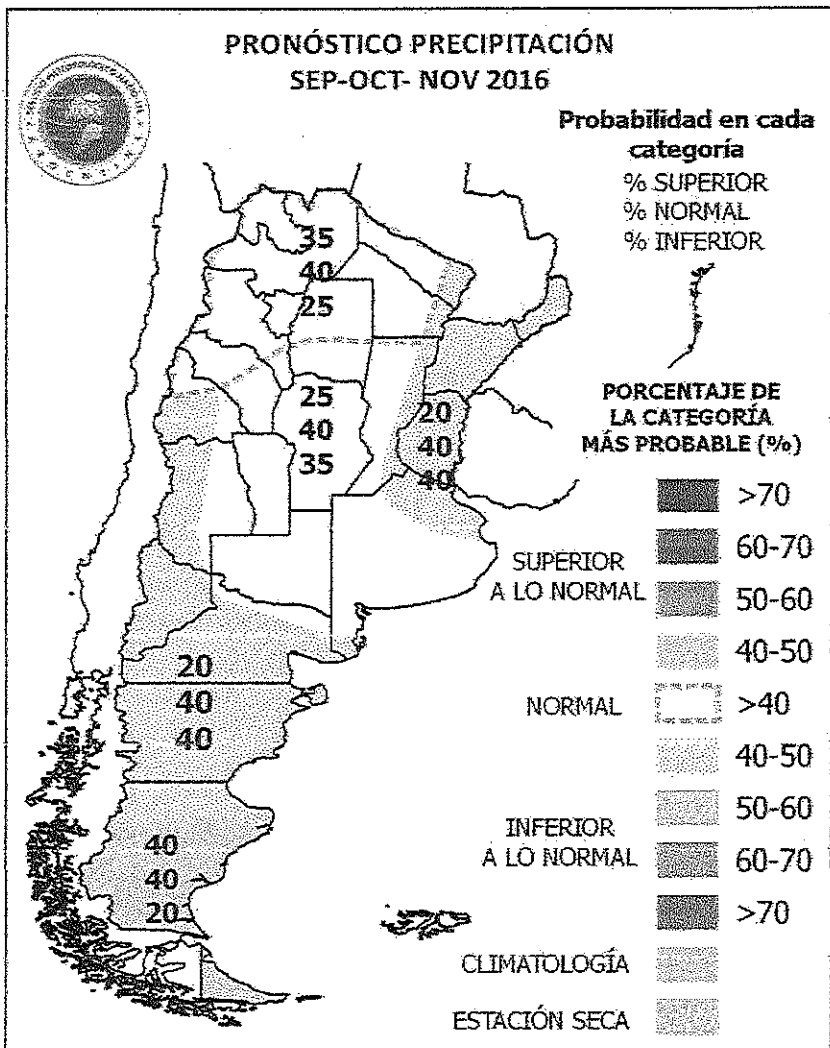 PRONÓSTICO PRECIPITACIÓN
SEP-OCT- NOV 2016
Probabilidad en cada
categoría
% SUPERIOR
% NORMAL
% INFERIOR
35
40
25
25
40
35
20
40
40
20
40
40
40
40
20
PORCENTAJE DE
LA CATEGORÍA
MÁS PROBABLE (%)
>70
60-70
SUPERIOR
A LO NORMAL
50-60
40-50
NORMAL
>40
40-50
50-60
INFERIOR
A LO NORMAL
60-70
>70
CLIMATOLOGÍA
ESTACIÓN SECA